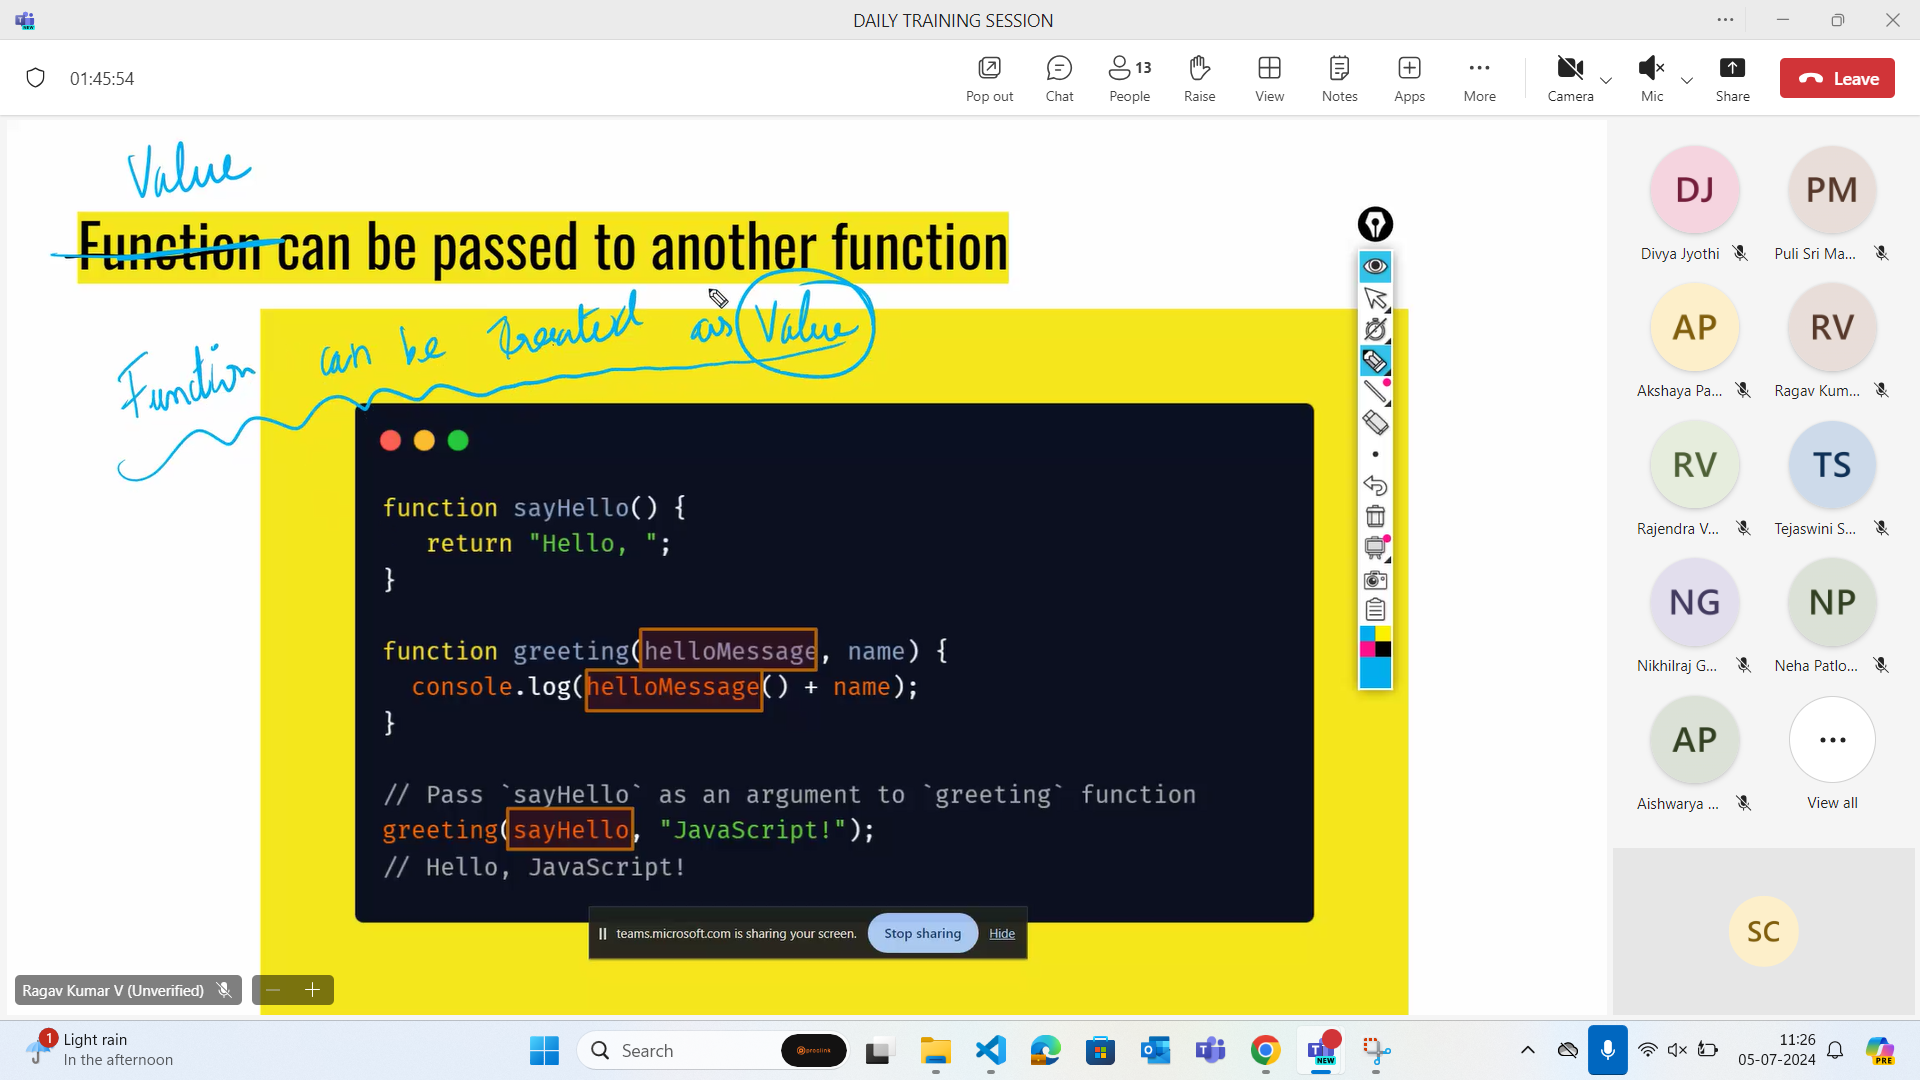 DAILY TRAINING SESSION
01:45:54
Pop out
Chat
13
People
Raise
View
Notes
Apps
More
Camera
Mic
Share
Leave
Value
Function can be passed to another function
Function can be treated as Value
function sayHello() {
return "Hello, ";
}
function greeting(helloMessage, name) {
console.log(helloMessage() + name);
}
// Pass `sayHello` as an argument to `greeting` function
greeting(sayHello, "JavaScript!");
// Hello, JavaScript!
teams.microsoft.com is sharing your screen.
Stop sharing
Hide
Ragav Kumar V (Unverified)
DJ
PM
Divya Jyothi
Puli Sri Ma...
AP
RV
Akshaya Pa...
Ragav Kum...
RV
TS
Rajendra V...
Tejaswini S...
NG
NP
Nikhilraj G...
Neha Patlo...
AP
Aishwarya ...
View all
SC
1
Light rain
In the afternoon
Search
proclink
NEW
11:26
05-07-2024
PRE